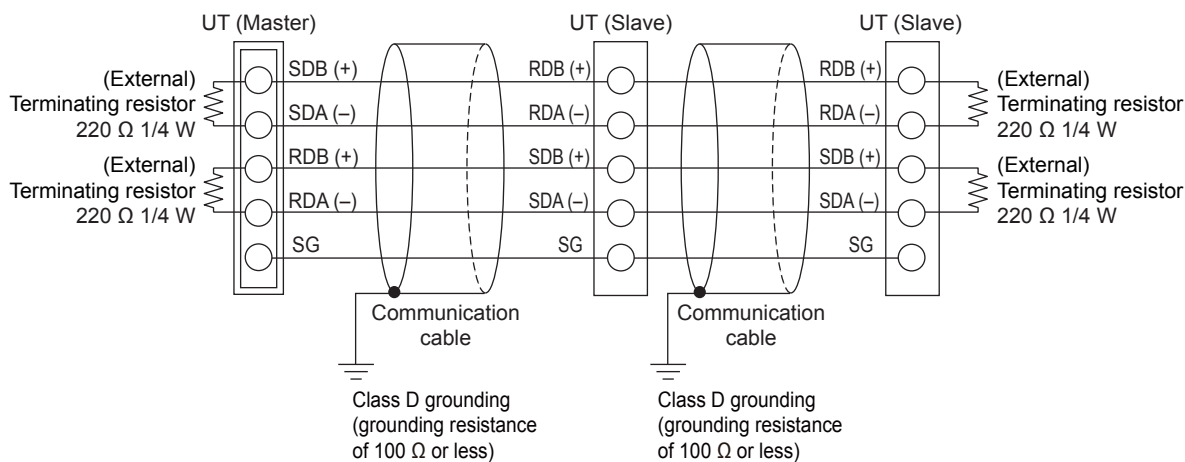 UT (Master)
UT (Slave)
UT (Slave)
(External)
Terminating resistor
220 Ω 1/4 W
(External)
Terminating resistor
220 Ω 1/4 W
SDB (+)
SDA (–)
RDB (+)
RDA (–)
SG
RDB (+)
RDA (–)
SDB (+)
SDA (–)
SG
RDB (+)
RDA (–)
SDB (+)
SDA (–)
SG
(External)
Terminating resistor
220 Ω 1/4 W
(External)
Terminating resistor
220 Ω 1/4 W
Communication
cable
Communication
cable
Class D grounding
(grounding resistance
of 100 Ω or less)
Class D grounding
(grounding resistance
of 100 Ω or less)